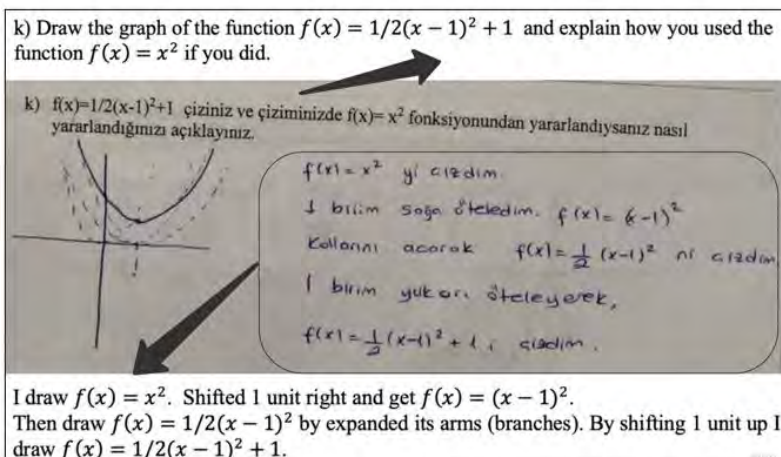 k) Draw the graph of the function f(x) = 1/2(x − 1)² + 1 and explain how you used the
function f(x) = x² if you did.
k) f(x)=1/2(x-1)²+1 çiziniz ve çiziminizde f(x)= x² fonksiyonundan yararlandıysanız nasıl
yararlandığınızı açıklayınız.
f(x) = x² yi çizdim.
1 bilim sağa öteledim. f(x) = (x-1)²
Kollarını açarak f(x) = 1/2 (x-1)² ni çizdim
1 birim yukarı öteleyerek,
f(x) = 1/2 (x-1)² + 1 i çizdim.
1
I draw f(x) = x². Shifted 1 unit right and get f(x) = (x − 1)².
Then draw f(x) = 1/2(x − 1)² by expanded its arms (branches). By shifting 1 unit up I
draw f(x) = 1/2(x − 1)² + 1.